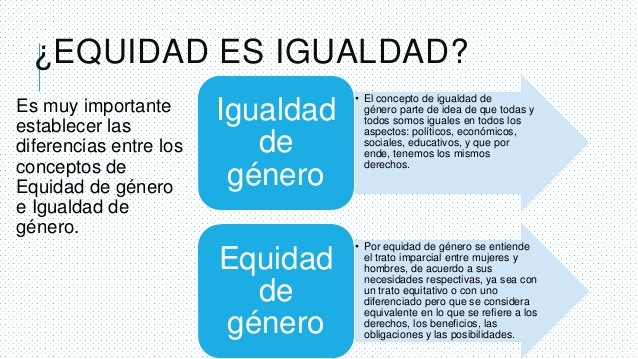 ¿EQUIDAD ES IGUALDAD?
Es muy importante
establecer las
diferencias entre los
conceptos de
Equidad de género
e Igualdad de
género.
Igualdad
de
género
• El concepto de igualdad de
género parte de idea de que todas y
todos somos iguales en todos los
aspectos: políticos, económicos,
sociales, educativos, y que por
ende, tenemos los mismos
derechos.
Equidad
de
género
• Por equidad de género se entiende
el trato imparcial entre mujeres y
hombres, de acuerdo a sus
necesidades respectivas, ya sea con
un trato equitativo o con uno
diferenciado pero que se considera
equivalente en lo que se refiere a los
derechos, los beneficios, las
obligaciones y las posibilidades.